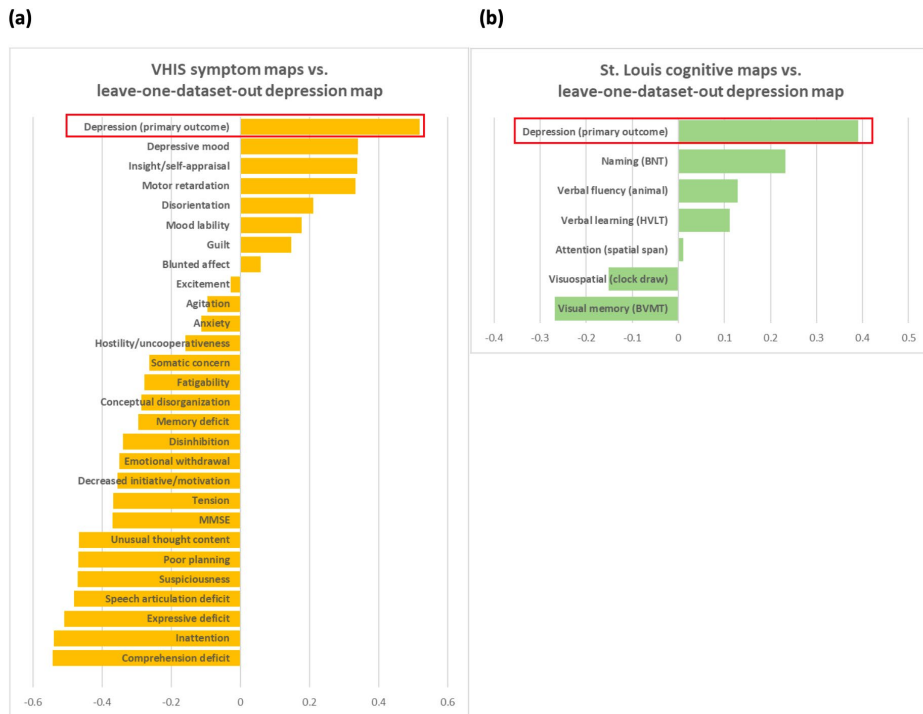 (a)
VHIS symptom maps vs.
leave-one-dataset-out depression map
Depression (primary outcome)
Depressive mood
Insight/self-appraisal
Motor retardation
Disorientation
Mood lability
Guilt
Blunted affect
Excitement
Agitation
Anxiety
Hostility/uncooperativeness
Somatic concern
Fatigability
Conceptual disorganization
Memory deficit
Disinhibition
Emotional withdrawal
Decreased initiative/motivation
Tension
MMSE
Unusual thought content
Poor planning
Suspiciousness
Speech articulation deficit
Expressive deficit
Inattention
Comprehension deficit
-0.6 -0.4 -0.2 0 0.2 0.4 0.6
(b)
St. Louis cognitive maps vs.
leave-one-dataset-out depression map
Depression (primary outcome)
Naming (BNT)
Verbal fluency (animal)
Verbal learning (HVLT)
Attention (spatial span)
Visuospatial (clock draw)
Visual memory (BVMT)
-0.4 -0.3 -0.2 -0.1 0 0.1 0.2 0.3 0.4 0.5